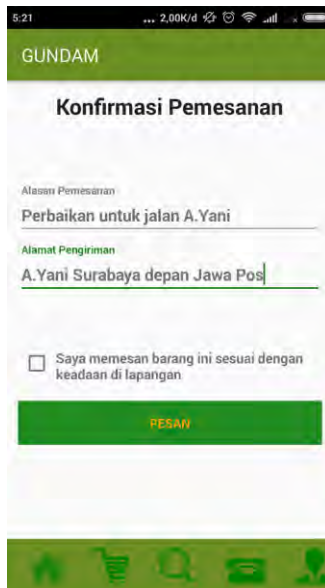 5:21
... 2,00K/d
GUNDAM
Konfirmasi Pemesanan
Alasan Pemesanan
Perbaikan untuk jalan A.Yani
Alamat Pengiriman
A.Yani Surabaya depan Jawa Pos
Saya memesan barang ini sesuai dengan
keadaan di lapangan
PESAN